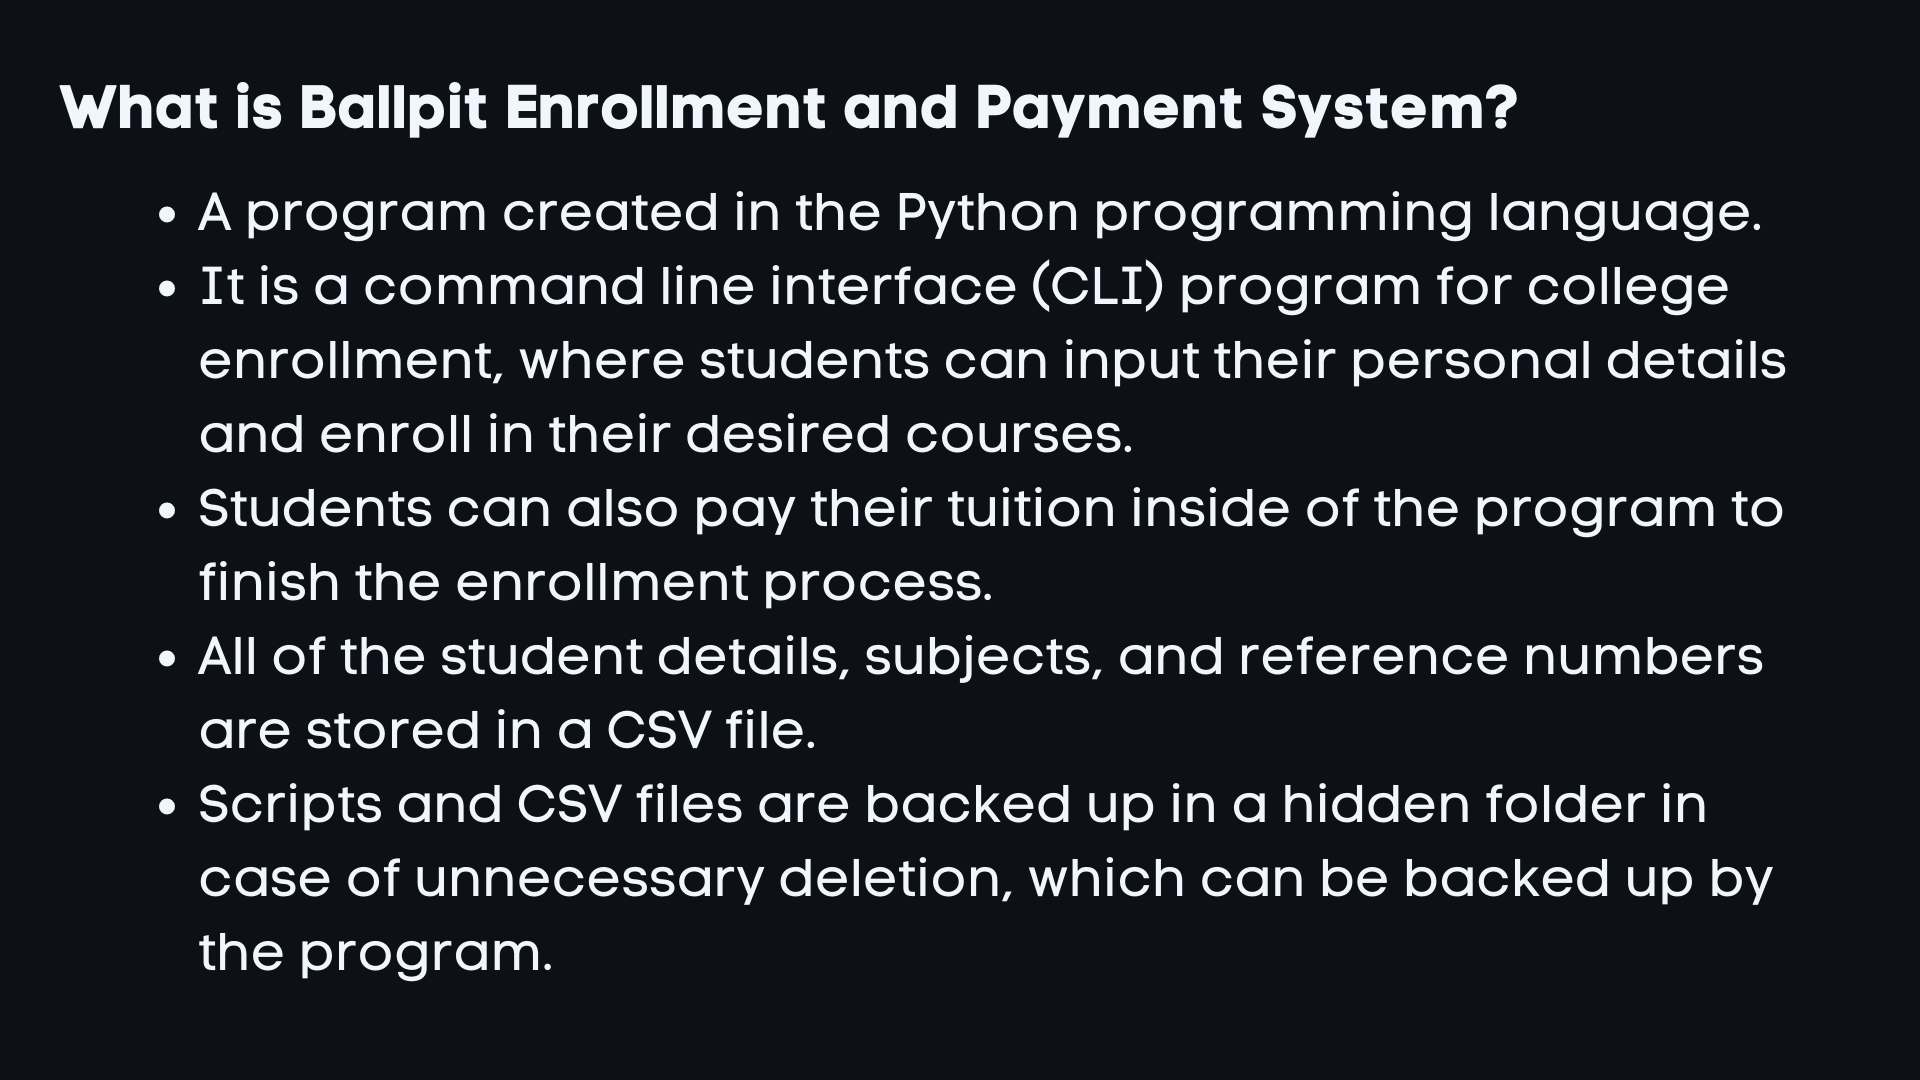 What is Ballpit Enrollment and Payment System?
• A program created in the Python programming language.
• It is a command line interface (CLI) program for college
enrollment, where students can input their personal details
and enroll in their desired courses.
• Students can also pay their tuition inside of the program to
finish the enrollment process.
• All of the student details, subjects, and reference numbers
are stored in a CSV file.
• Scripts and CSV files are backed up in a hidden folder in
case of unnecessary deletion, which can be backed up by
the program.